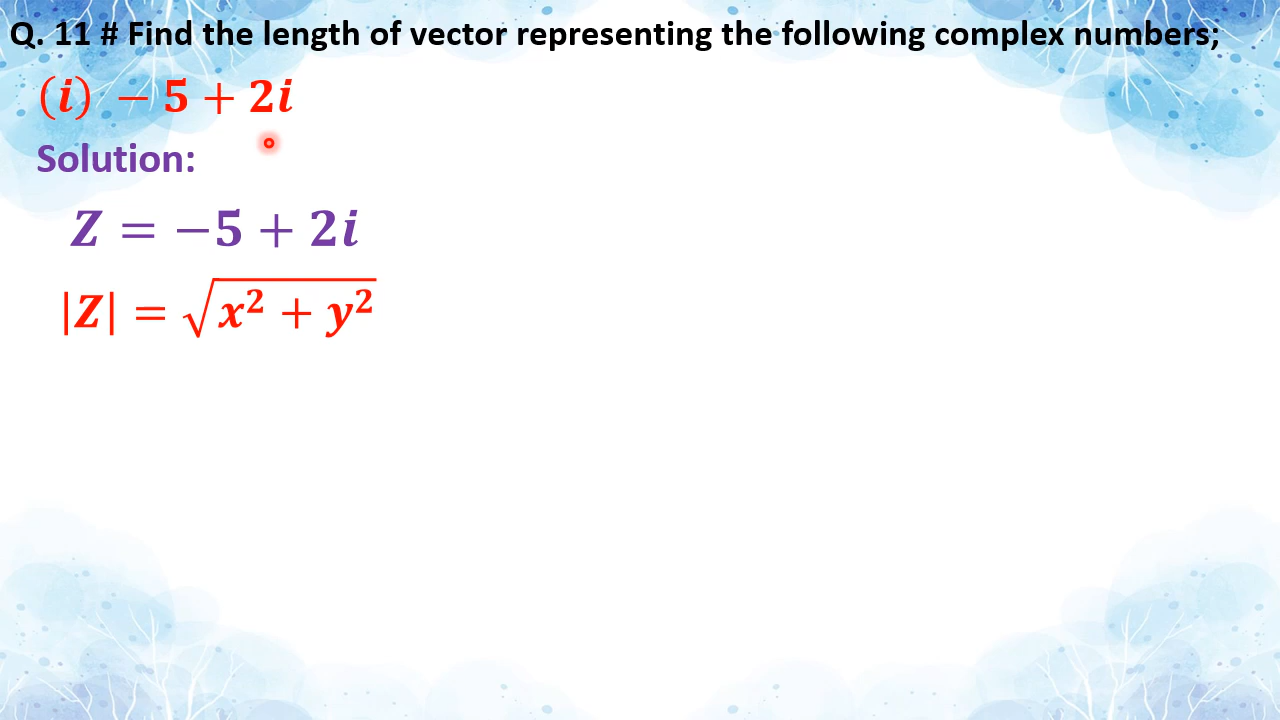 Q. 11 # Find the length of vector representing the following complex numbers;
(i) − 5 + 2i
Solution:
Z = −5 + 2i
|Z| = √x² + y²